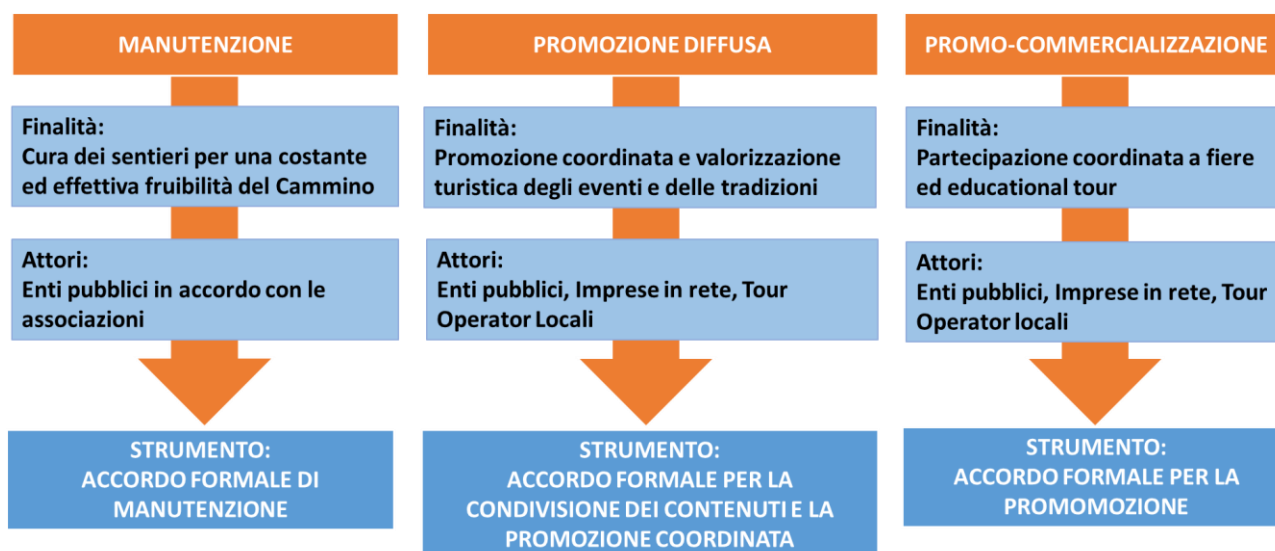 MANUTENZIONE
Finalità:
Cura dei sentieri per una costante
ed effettiva fruibilità del Cammino
Attori:
Enti pubblici in accordo con le
associazioni
STRUMENTO:
ACCORDO FORMALE DI
MANUTENZIONE
PROMOZIONE DIFFUSA
Finalità:
Promozione coordinata e valorizzazione
turistica degli eventi e delle tradizioni
Attori:
Enti pubblici, Imprese in rete, Tour
Operator Locali
STRUMENTO:
ACCORDO FORMALE PER LA
CONDIVISIONE DEI CONTENUTI E LA
PROMOZIONE COORDINATA
PROMO-COMMERCIALIZZAZIONE
Finalità:
Partecipazione coordinata a fiere
ed educational tour
Attori:
Enti pubblici, Imprese in rete, Tour
Operator locali
STRUMENTO:
ACCORDO FORMALE PER LA
PROMOMOZIONE